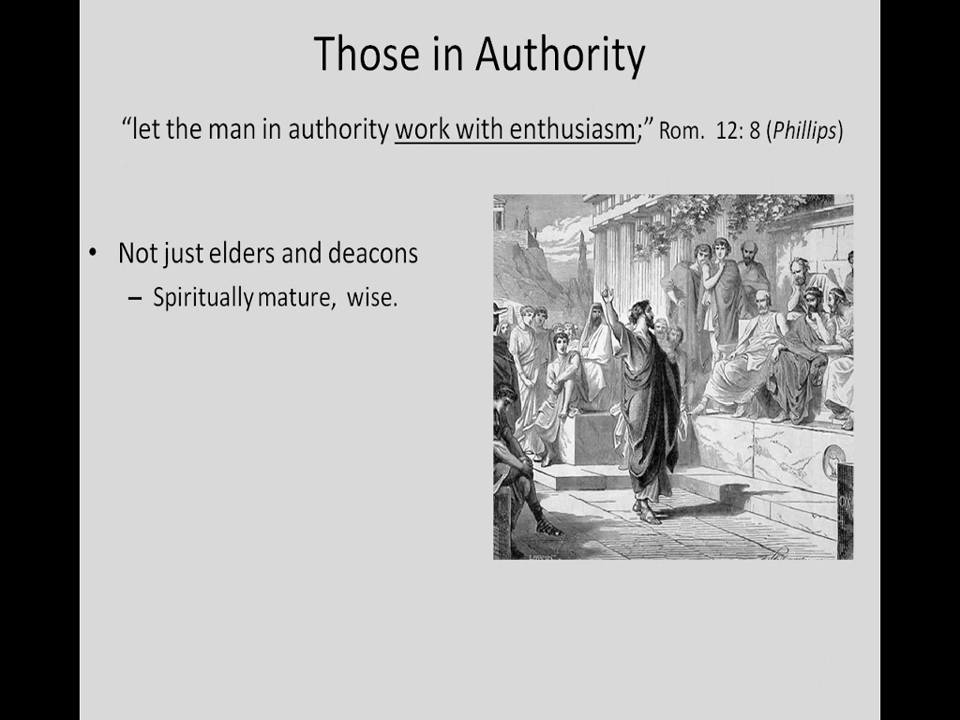 Those in Authority
“let the man in authority work with enthusiasm;” Rom. 12: 8 (Phillips)
• Not just elders and deacons
– Spiritually mature, wise.